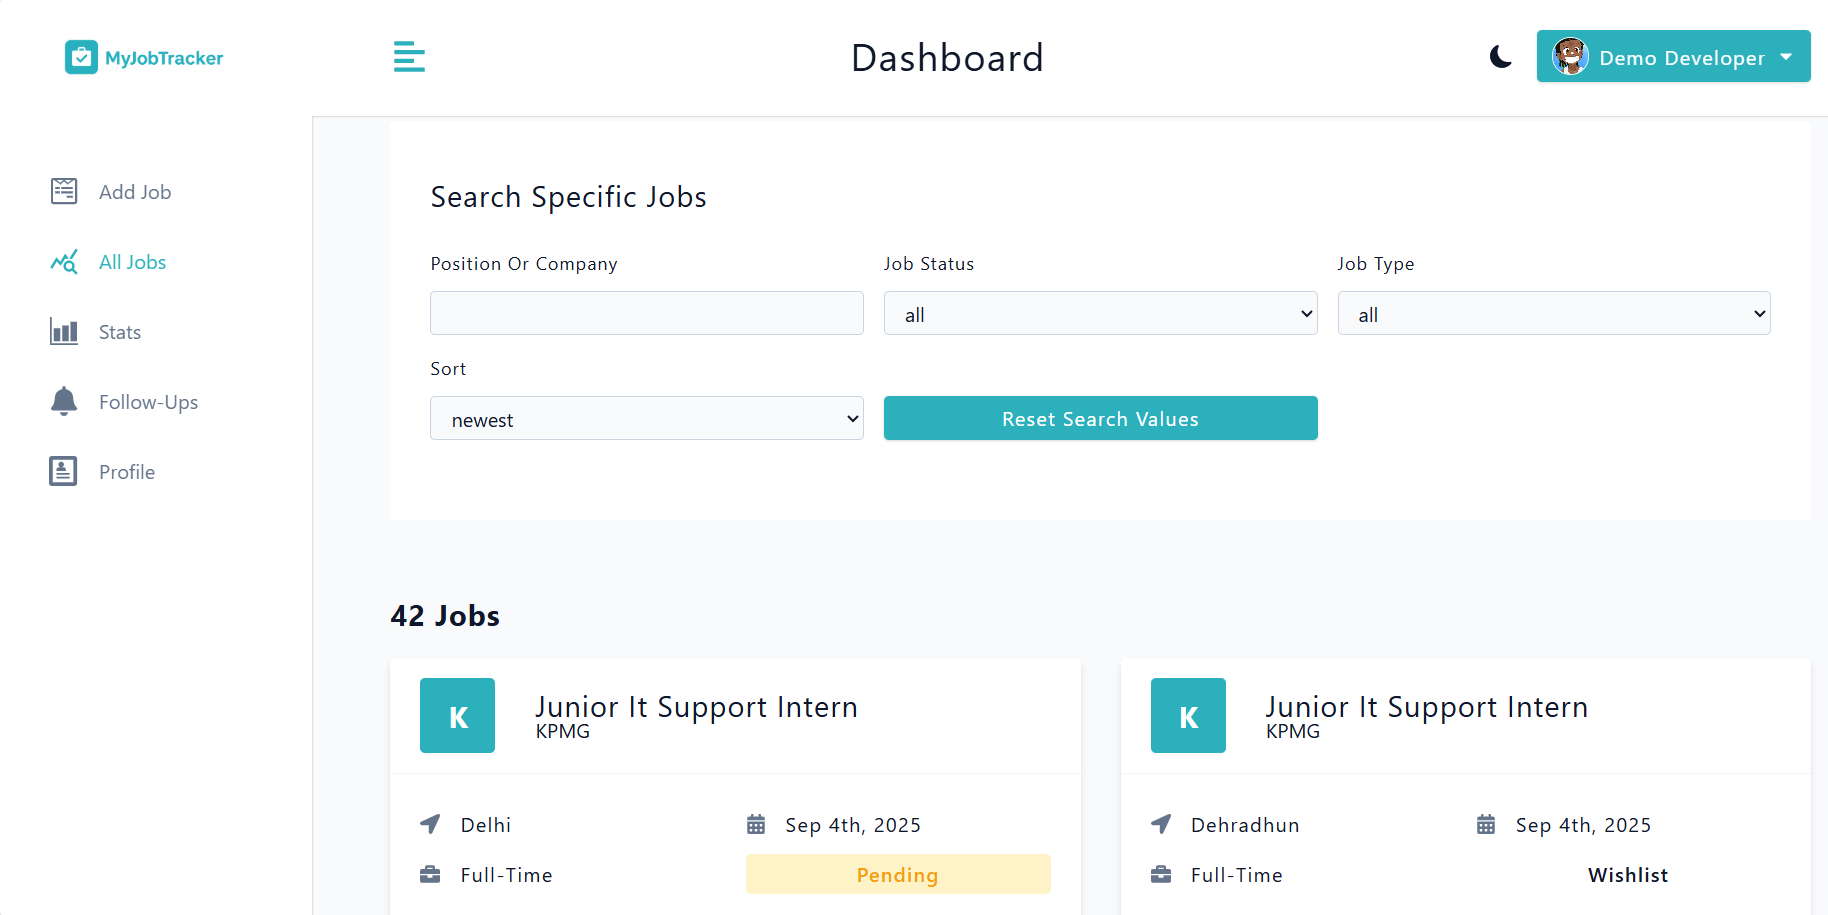 MyJobTracker
Dashboard
Demo Developer
Add Job
All Jobs
Stats
Follow-Ups
Profile
Search Specific Jobs
Position Or Company
Job Status
Job Type
all
all
Sort
newest
Reset Search Values
42 Jobs
K
Junior It Support Intern
KPMG
Delhi
Sep 4th, 2025
Full-Time
Pending
K
Junior It Support Intern
KPMG
Dehradhun
Sep 4th, 2025
Full-Time
Wishlist